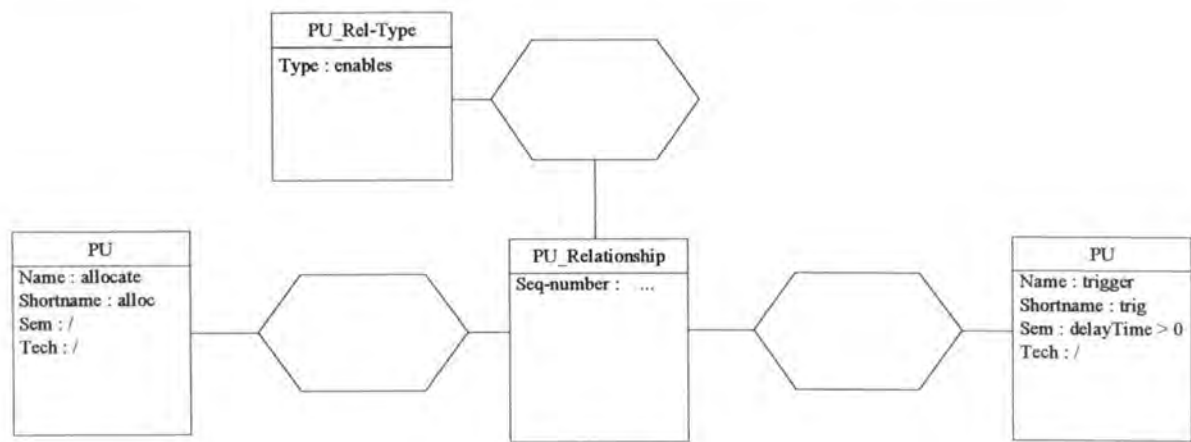 PU_Rel-Type
Type : enables
PU
Name : allocate
Shortname : alloc
Sem : /
Tech : /
PU_Relationship
Seq-number : ...
PU
Name : trigger
Shortname : trig
Sem : delayTime > 0
Tech : /